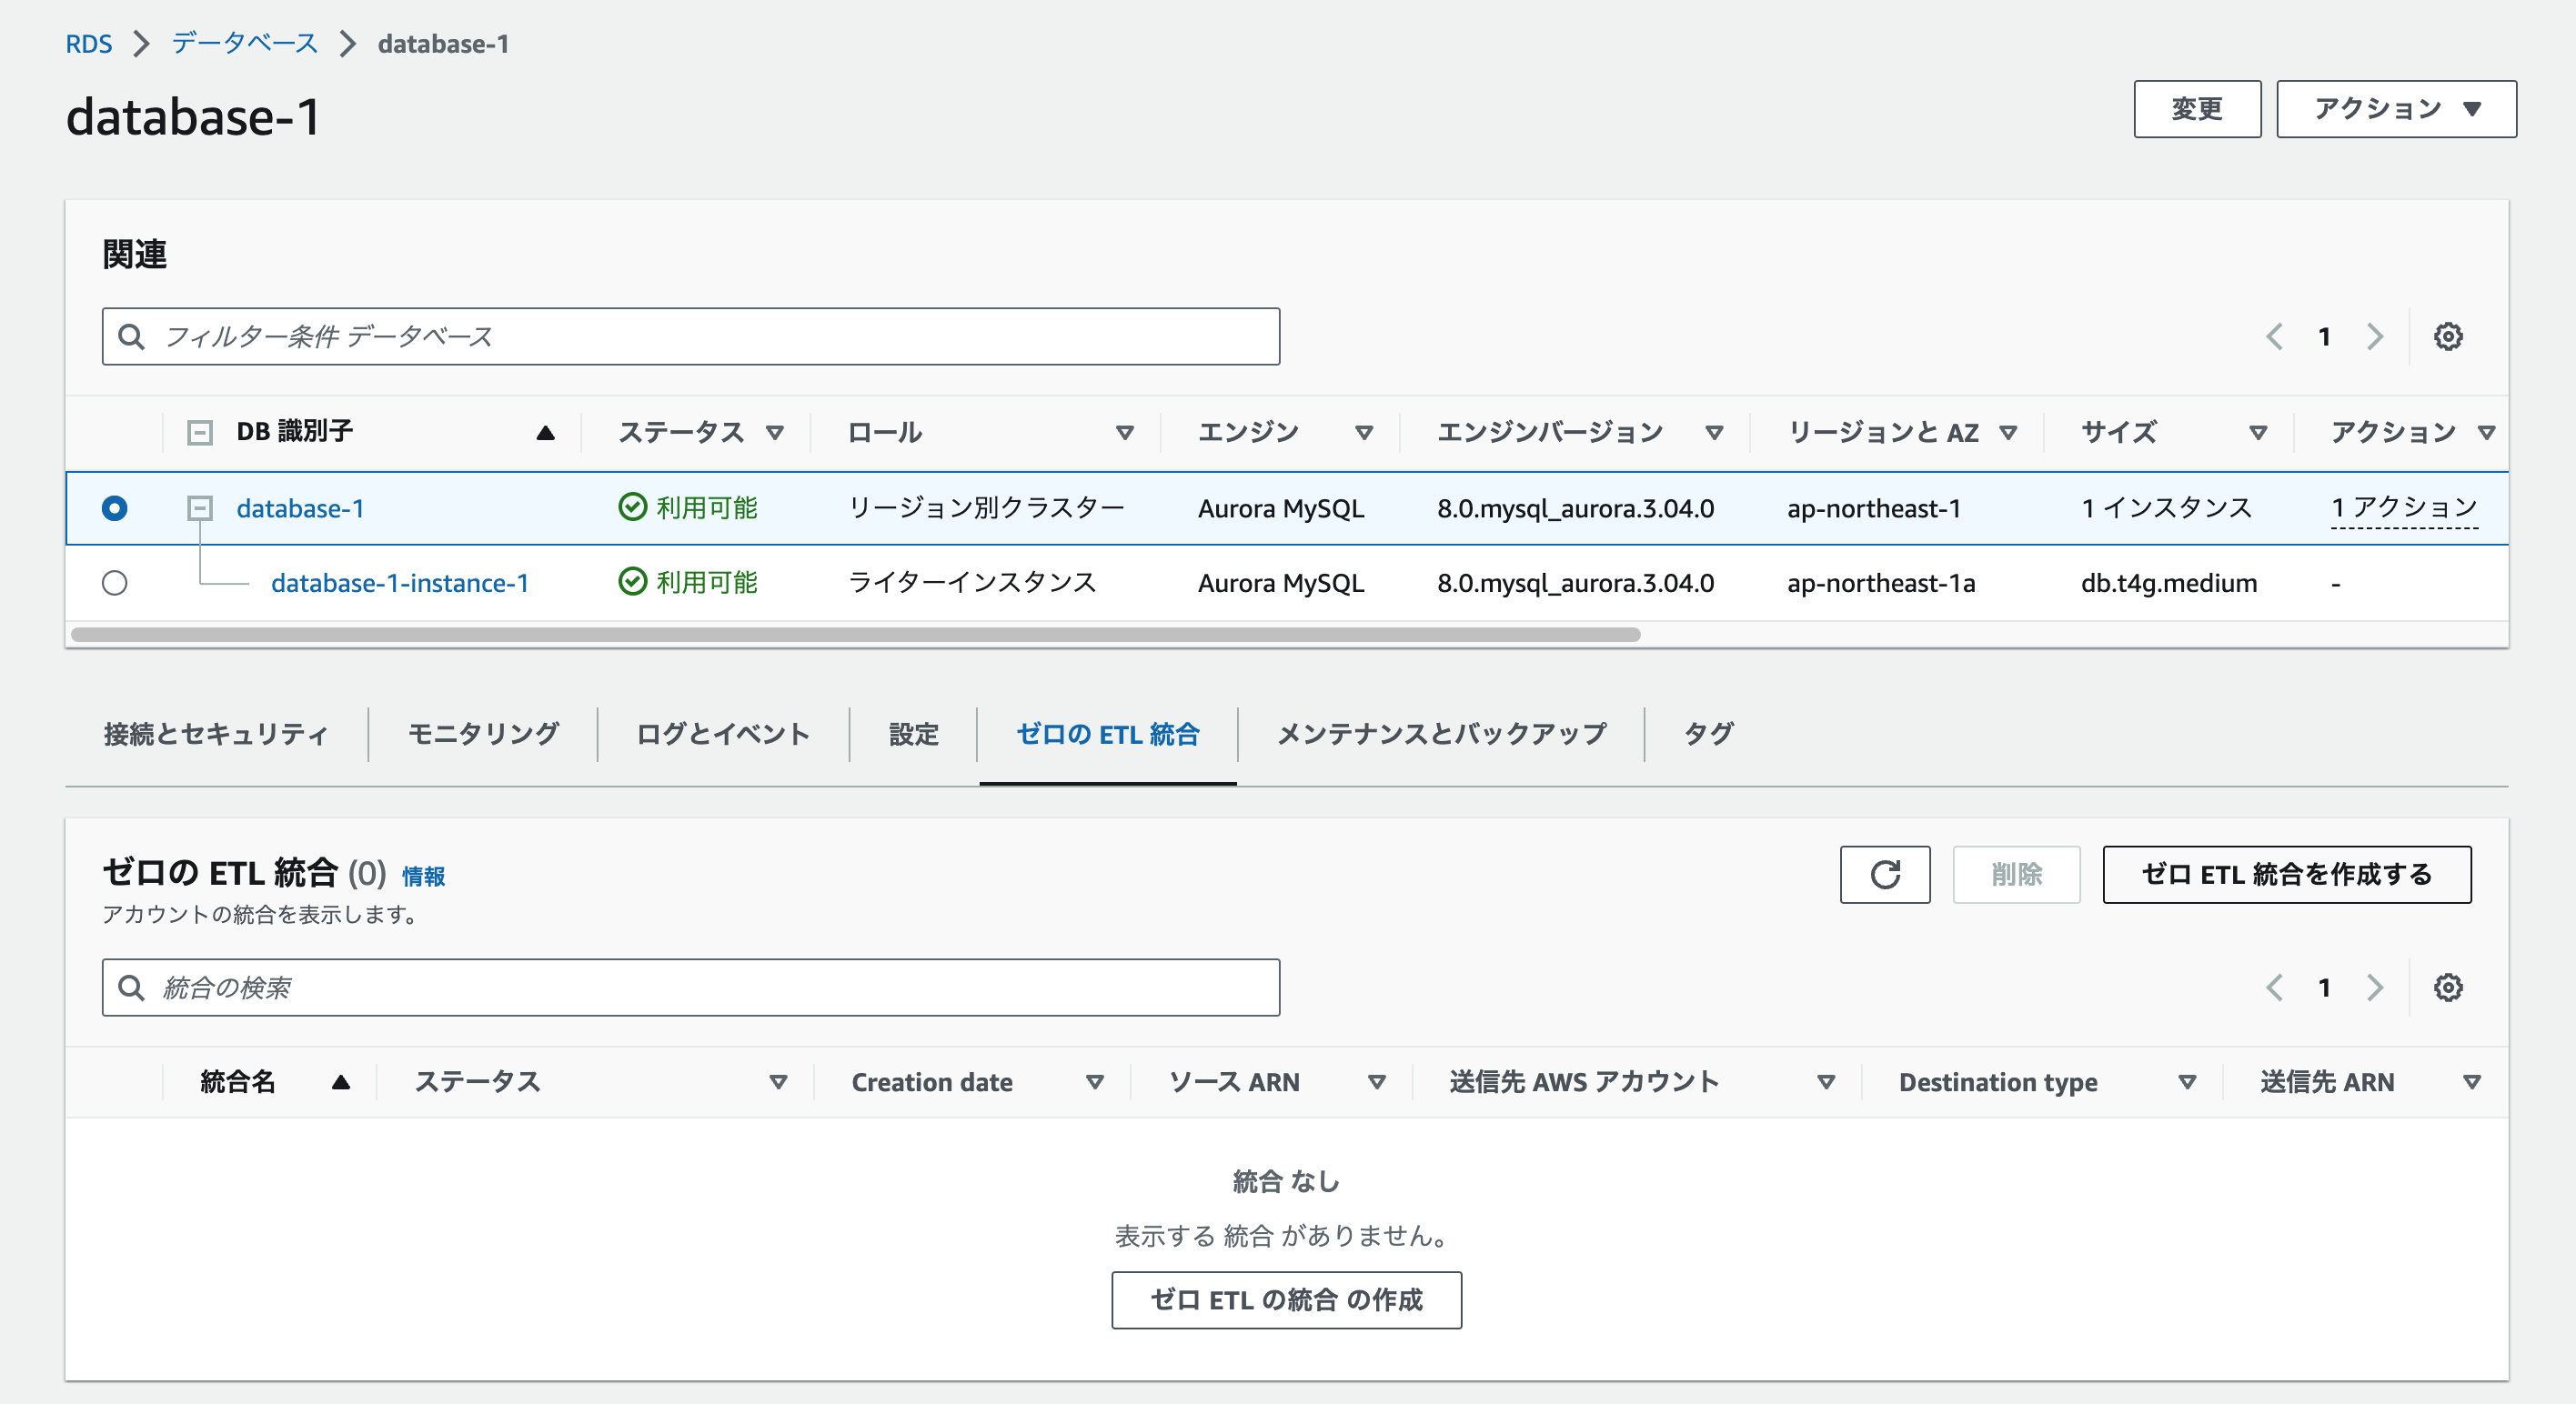 RDS データベース database-1
database-1
変更 アクション
関連
フィルター条件 データベース
1
DB 識別子 ステータス ロール エンジン エンジンバージョン リージョンと AZ サイズ アクション
database-1 利用可能 リージョン別クラスター Aurora MySQL 8.0.mysql_aurora.3.04.0 ap-northeast-1 1 インスタンス 1 アクション
database-1-instance-1 利用可能 ライターインスタンス Aurora MySQL 8.0.mysql_aurora.3.04.0 ap-northeast-1a db.t4g.medium -
接続とセキュリティ モニタリング ログとイベント 設定 ゼロの ETL 統合 メンテナンスとバックアップ タグ
ゼロの ETL 統合 (0) 情報
アカウントの統合を表示します。
削除 ゼロ ETL 統合を作成する
統合の検索
1
統合名 ステータス Creation date ソース ARN 送信先 AWS アカウント Destination type 送信先 ARN
統合 なし
表示する 統合 がありません。
ゼロ ETL の統合 の作成